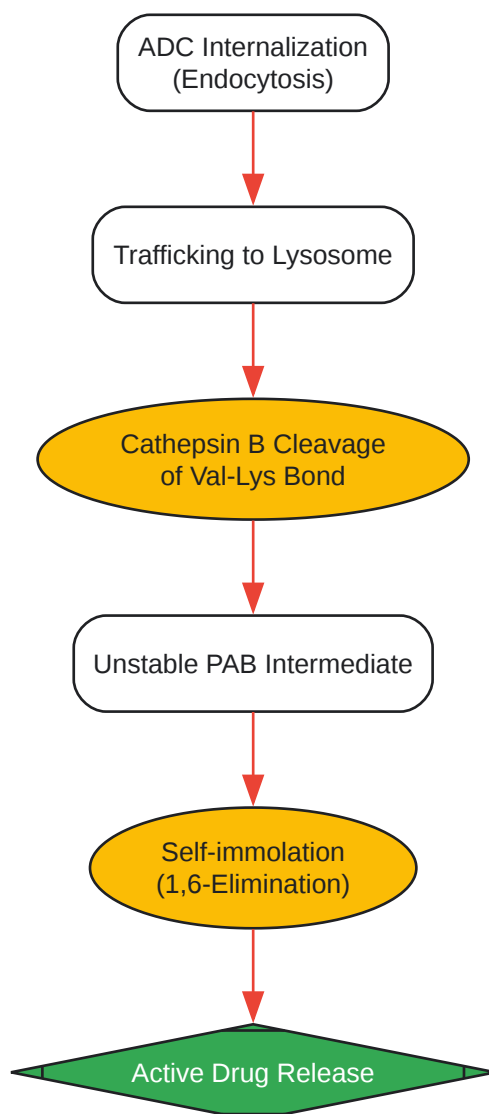 ADC Internalization
(Endocytosis)
Trafficking to Lysosome
Cathepsin B Cleavage
of Val-Lys Bond
Unstable PAB Intermediate
Self-immolation
(1,6-Elimination)
Active Drug Release